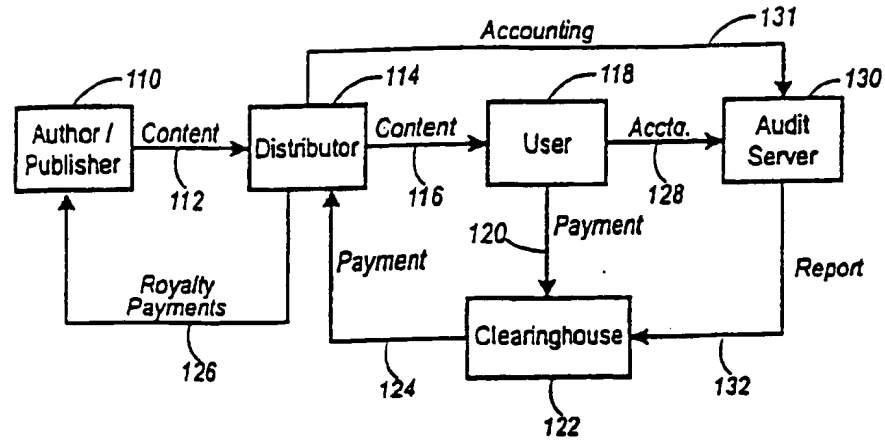 Accounting
131
110
114
118
130
Author /
Publisher
Content
112
Distributor
Content
116
User
Accta.
128
Audit
Server
Royalty
Payments
126
Payment
124
120
Payment
Report
Clearinghouse
122
132